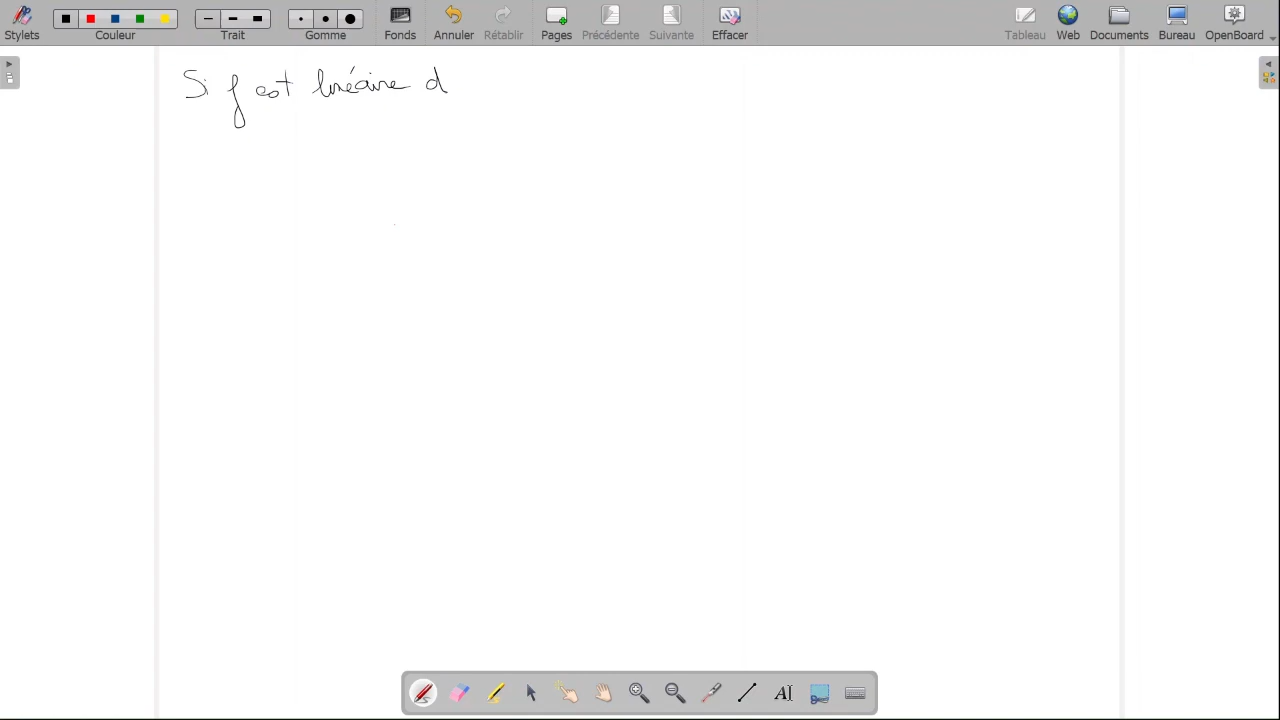 Stylets Couleur Trait Gomme Fonds Annuler Rétablir Pages Précédente Suivante Effacer Tableau Web Documents Bureau OpenBoard
Si f est linéaire d
AI